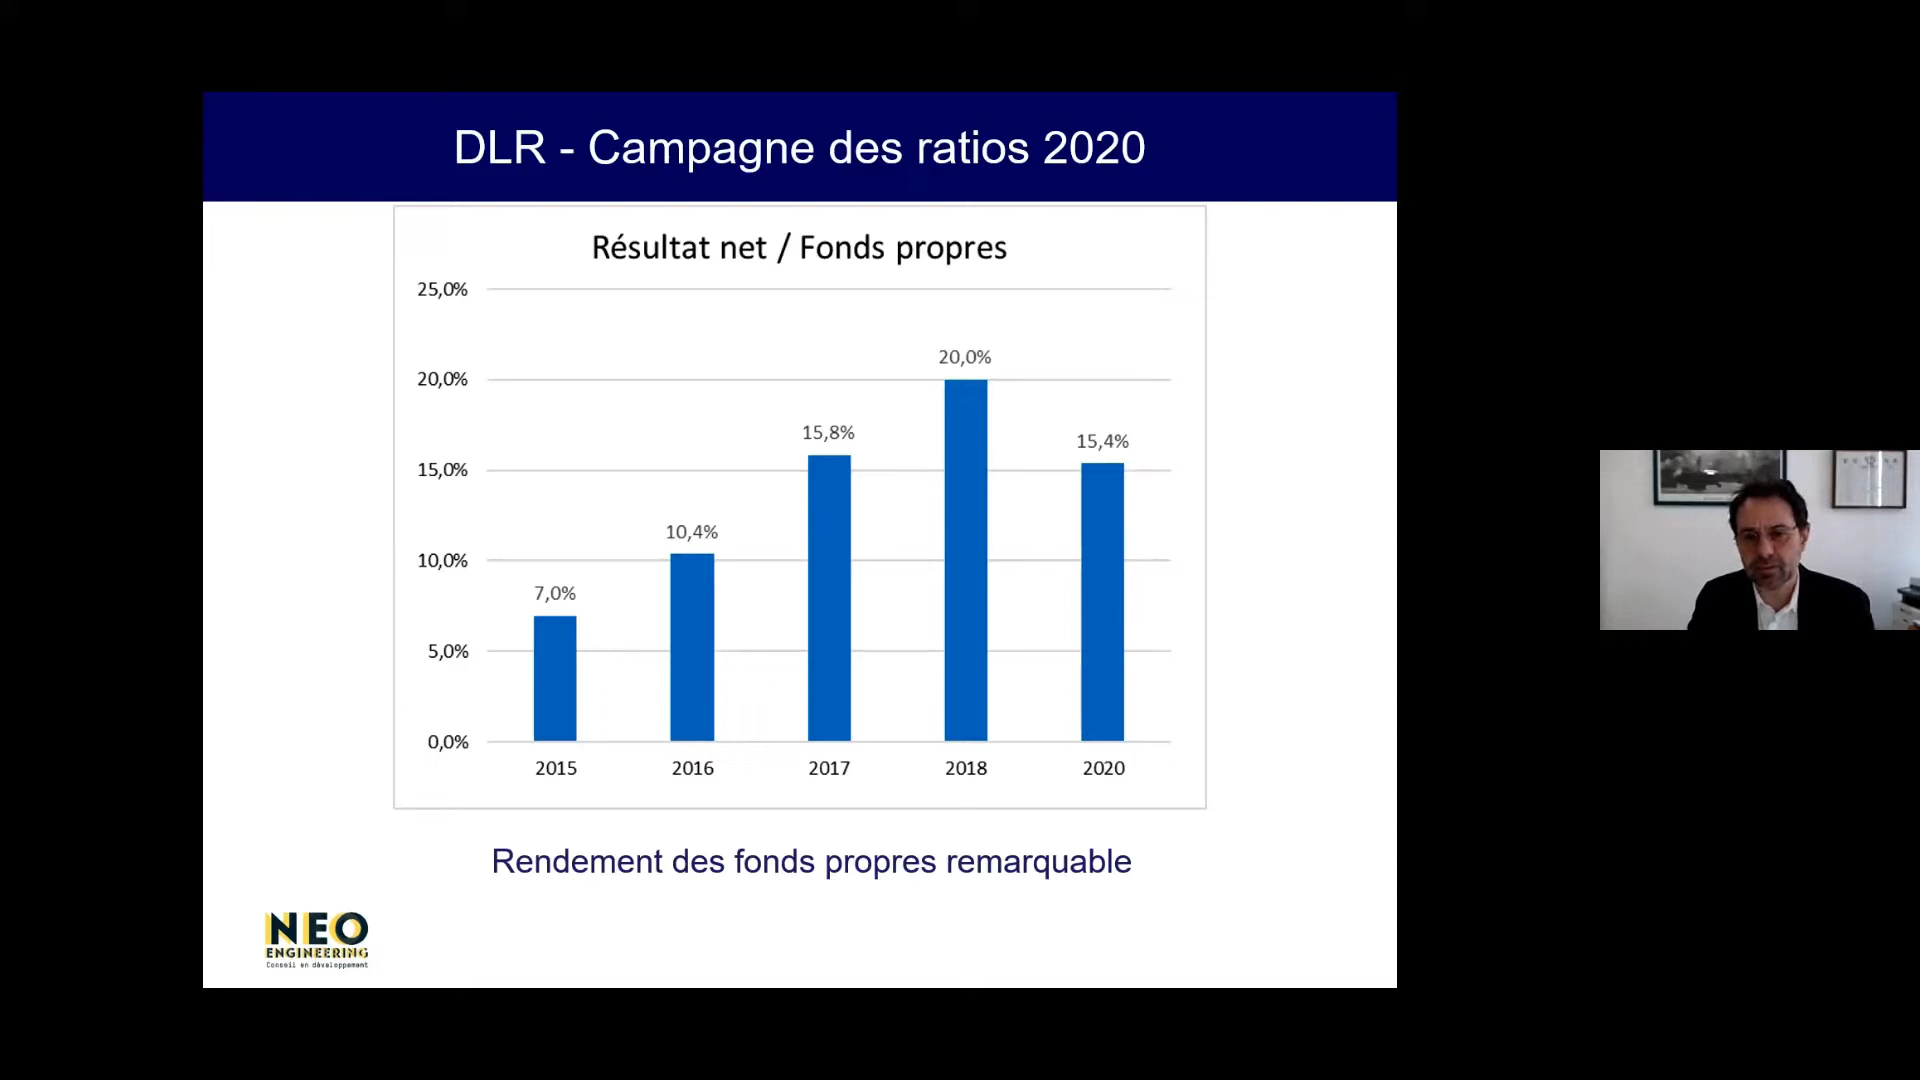 DLR - Campagne des ratios 2020
Résultat net / Fonds propres
25,0%
20,0%
15,0%
10,0%
5,0%
0,0%
7,0%
10,4%
15,8%
20,0%
15,4%
2015
2016
2017
2018
2020
Rendement des fonds propres remarquable
NEO
ENGINEERING
Conseil en développement